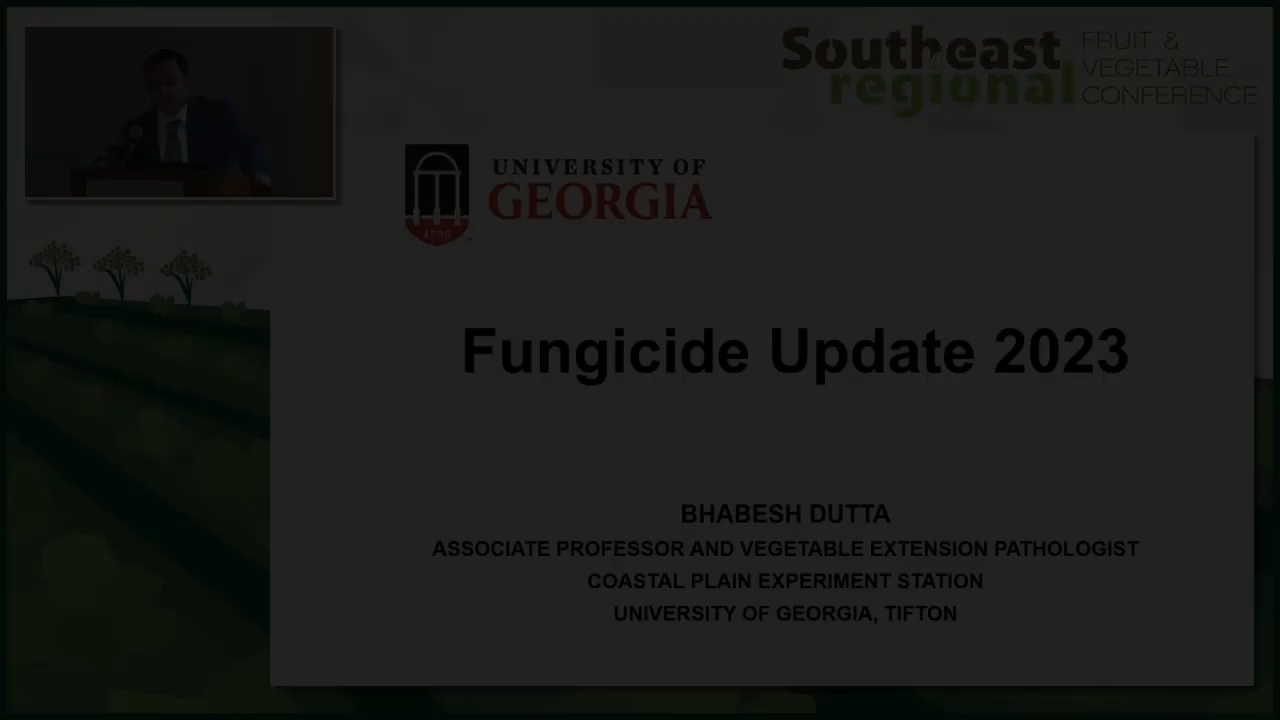 Southeast
regional
FRUIT &
VEGETABLE
CONFERENCE
UNIVERSITY OF
GEORGIA
1785
Fungicide Update 2023
BHABESH DUTTA
ASSOCIATE PROFESSOR AND VEGETABLE EXTENSION PATHOLOGIST
COASTAL PLAIN EXPERIMENT STATION
UNIVERSITY OF GEORGIA, TIFTON